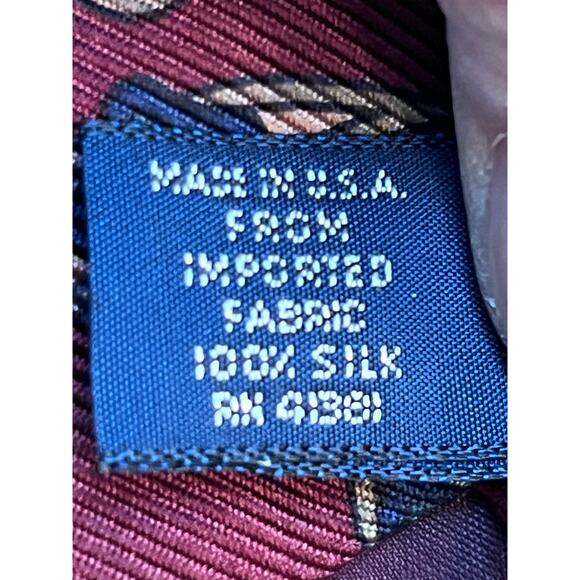 MADE IN U.S.A.
FROM
IMPORTED
FABRIC
100% SILK
RN 41381